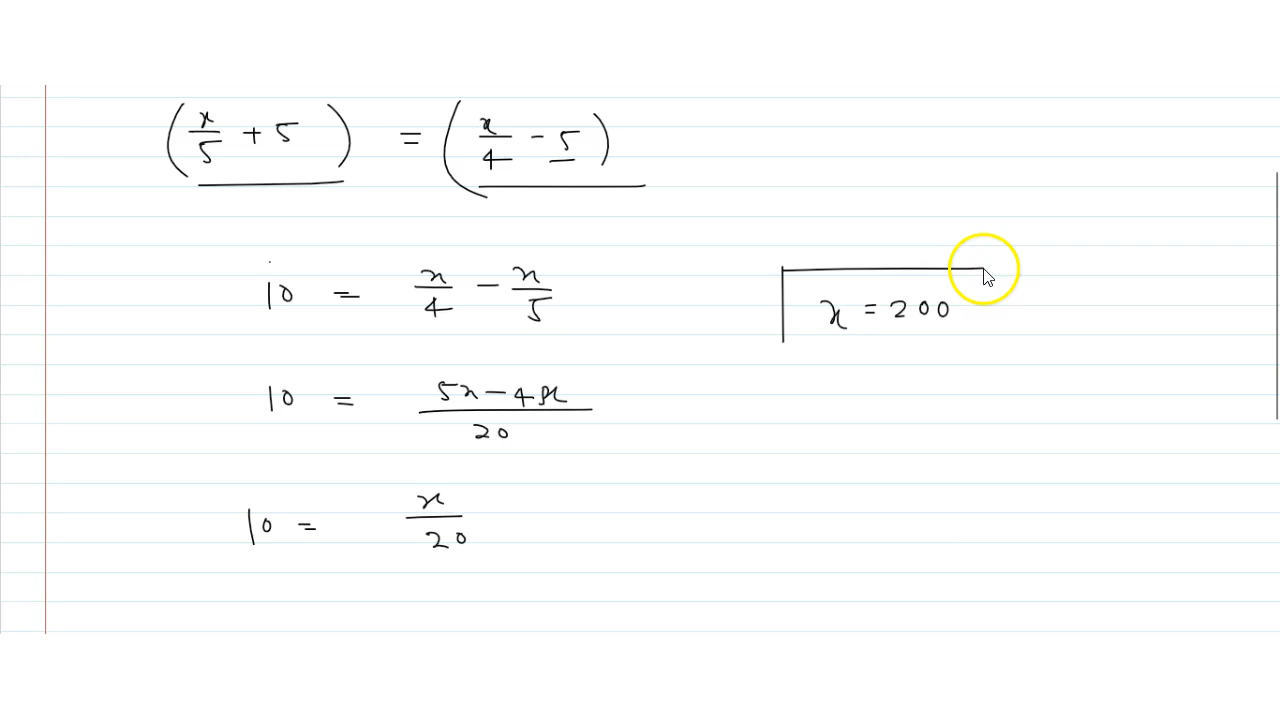 (x/5 + 5) = (x/4 - 5)
10 = x/4 - x/5
x = 200
10 = 5x - 4x/20
10 = x/20